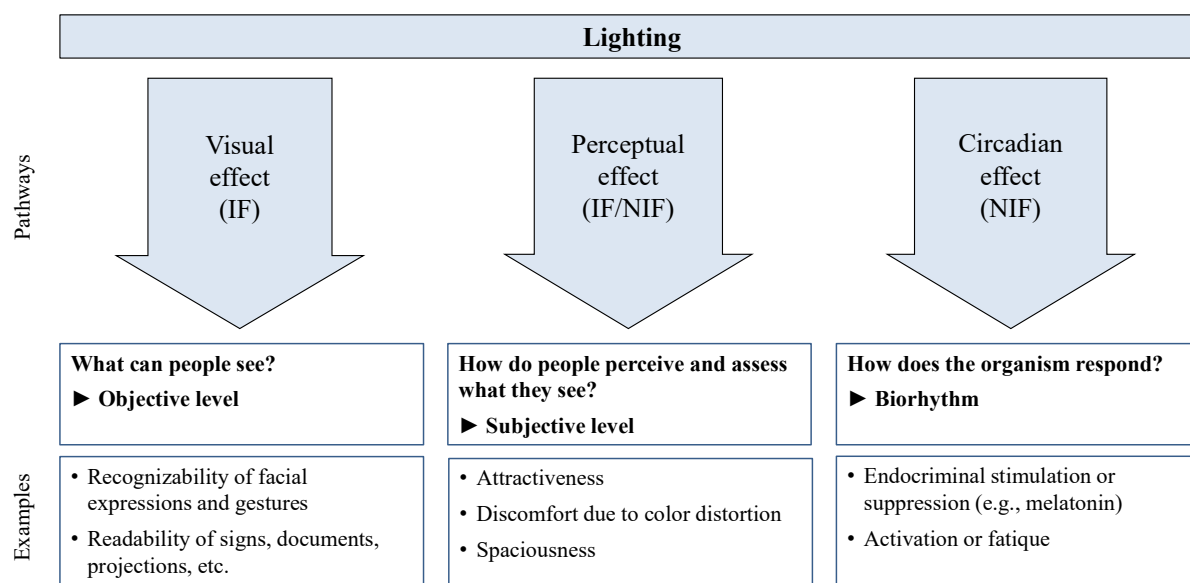 Lighting
Pathways
Visual
effect
(IF)
Perceptual
effect
(IF/NIF)
Circadian
effect
(NIF)
What can people see?
► Objective level
How do people perceive and assess
what they see?
► Subjective level
How does the organism respond?
► Biorhythm
Examples
• Recognizability of facial
expressions and gestures
• Readability of signs, documents,
projections, etc.
• Attractiveness
• Discomfort due to color distortion
• Spaciousness
• Endocriminal stimulation or
suppression (e.g., melatonin)
• Activation or fatique